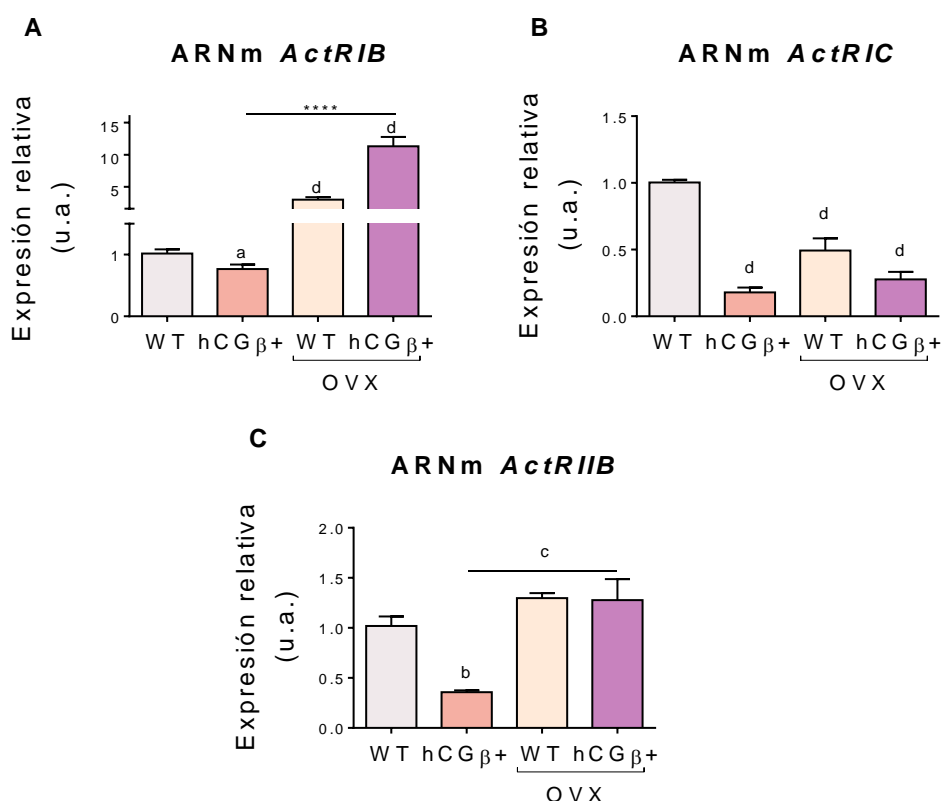 A
ARNm ActRIB
Expresión relativa
(u.a.)
15
10
5
1
0
****
a
d
d
WT hCGβ+ WT hCGβ+
OVX
B
ARNm ActRIC
Expresión relativa
(u.a.)
1.5
1.0
0.5
0.0
d
d
d
WT hCGβ+ WT hCGβ+
OVX
C
ARNm ActRIIB
Expresión relativa
(u.a.)
2.0
1.5
1.0
0.5
0.0
c
b
WT hCGβ+ WT hCGβ+
OVX